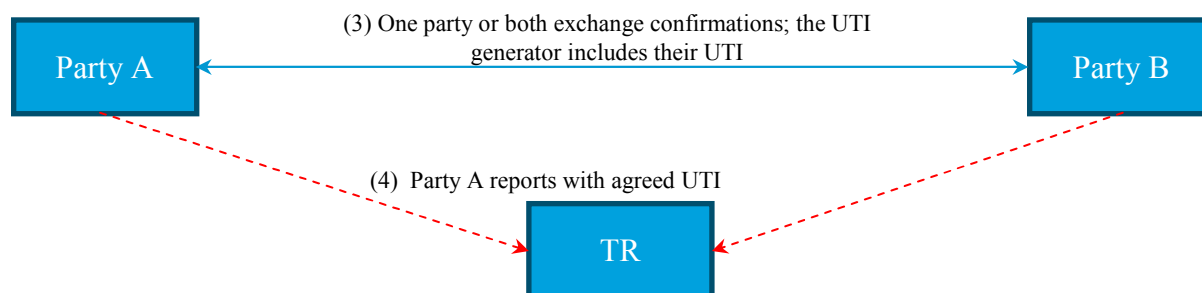 (3) One party or both exchange confirmations; the UTI
generator includes their UTI
Party A
Party B
(4)  Party A reports with agreed UTI
TR